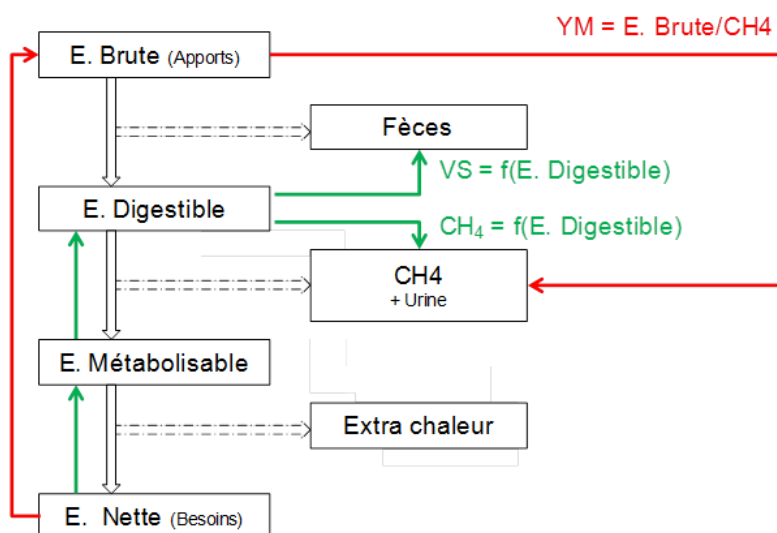 YM = E. Brute/CH4
E. Brute (Apports)
Fèces
VS = f(E. Digestible)
E. Digestible
CH₄ = f(E. Digestible)
CH4
+ Urine
E. Métabolisable
Extra chaleur
E. Nette (Besoins)